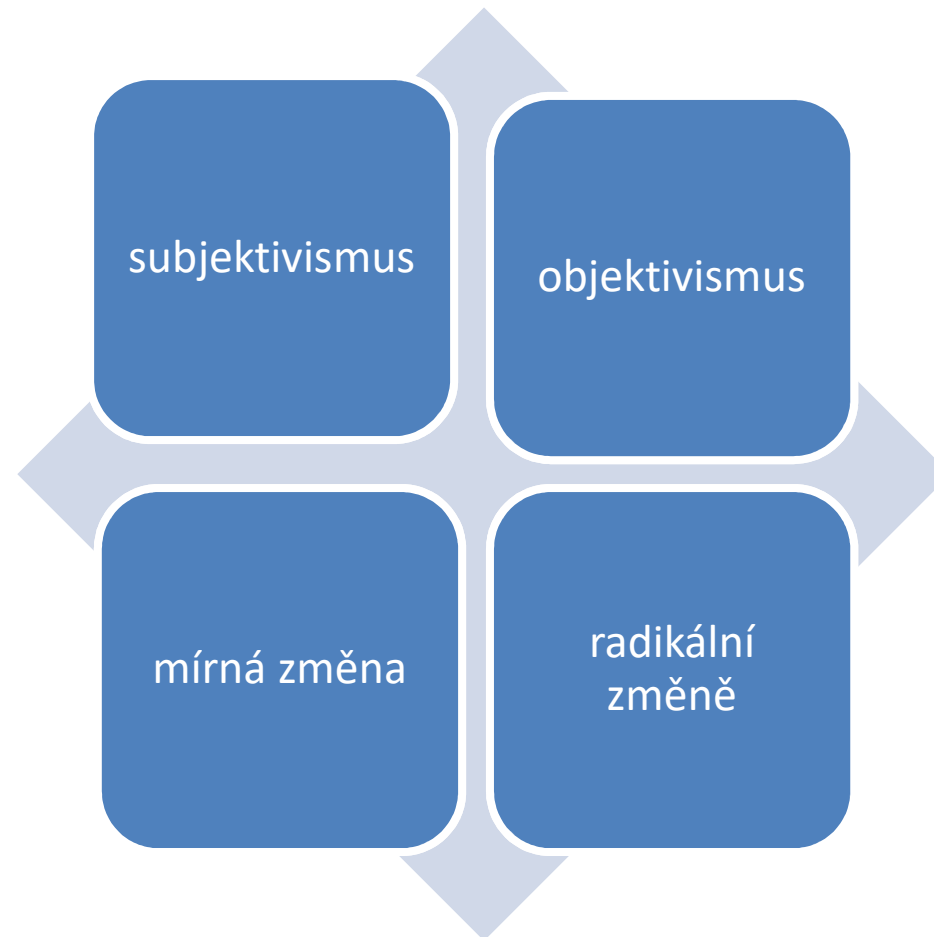 subjektivismus
objektivismus
mírná změna
radikální
změně